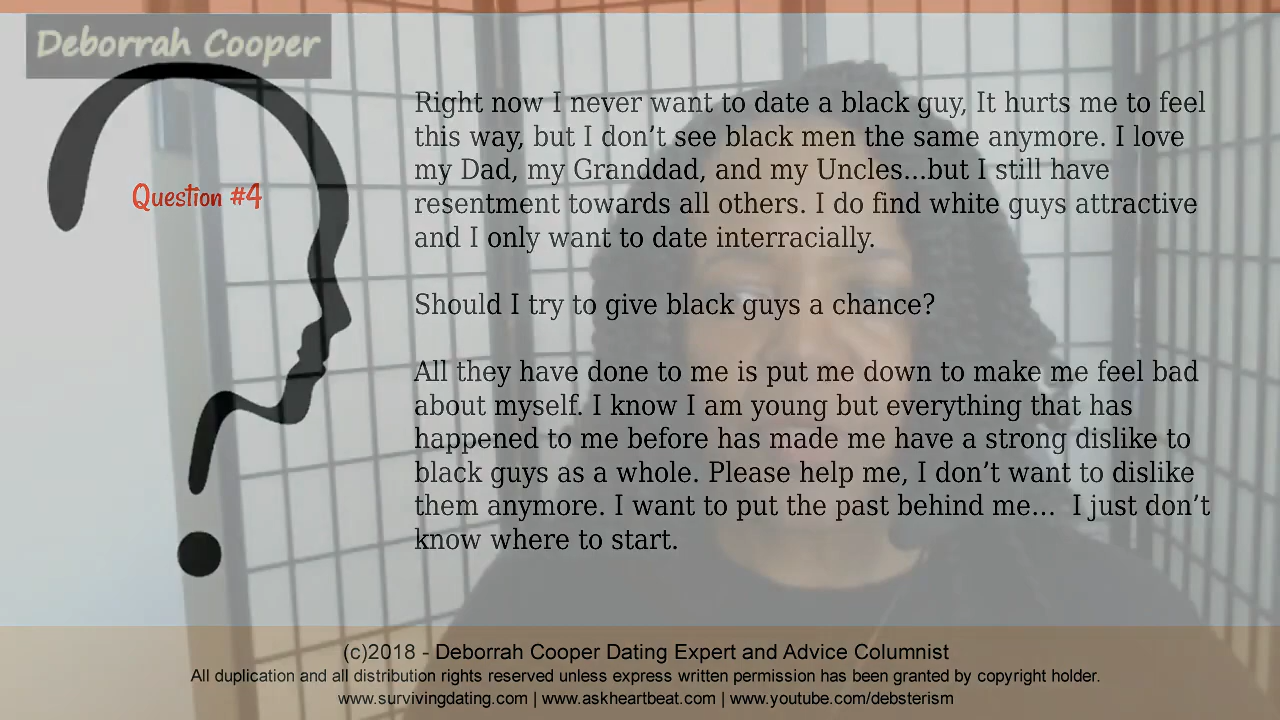 Deborrah Cooper
Question #4
Right now I never want to date a black guy, It hurts me to feel
this way, but I don’t see black men the same anymore. I love
my Dad, my Granddad, and my Uncles...but I still have
resentment towards all others. I do find white guys attractive
and I only want to date interracially.
Should I try to give black guys a chance?
All they have done to me is put me down to make me feel bad
about myself. I know I am young but everything that has
happened to me before has made me have a strong dislike to
black guys as a whole. Please help me, I don’t want to dislike
them anymore. I want to put the past behind me... I just don’t
know where to start.
(c)2018 - Deborrah Cooper Dating Expert and Advice Columnist
All duplication and all distribution rights reserved unless express written permission has been granted by copyright holder.
www.survivingdating.com | www.askheartbeat.com | www.youtube.com/debsterism